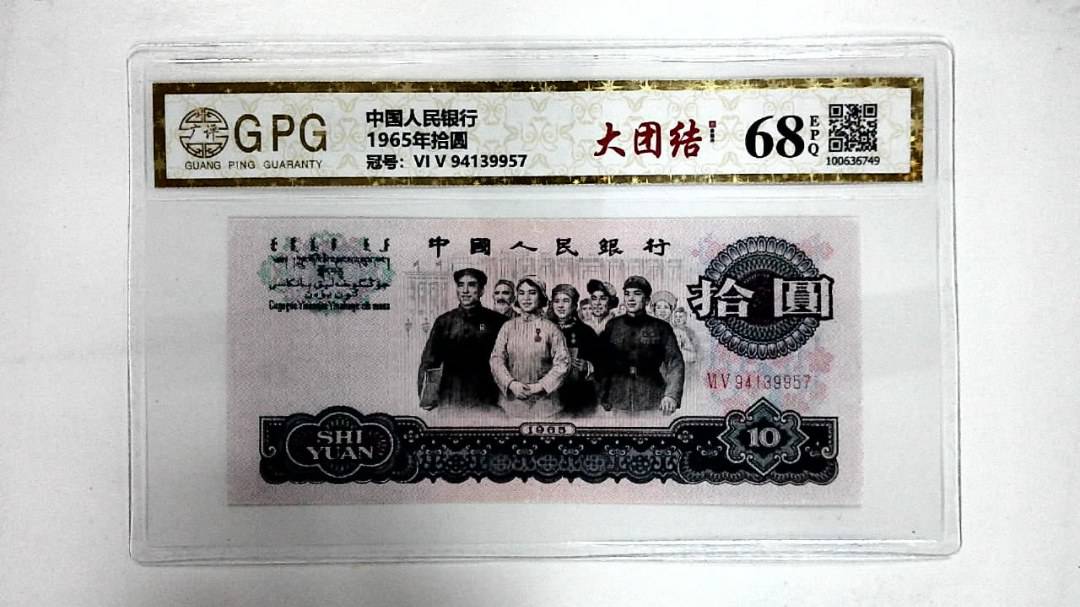 广评
GPG
GUANG PING GUARANTY
中国人民银行
1965年拾圆
冠号：VI V 94139957
大团结
68
EPQ
100636749
中國人民銀行
拾圓
VI V 94139957
1965
SHI
YUAN
10